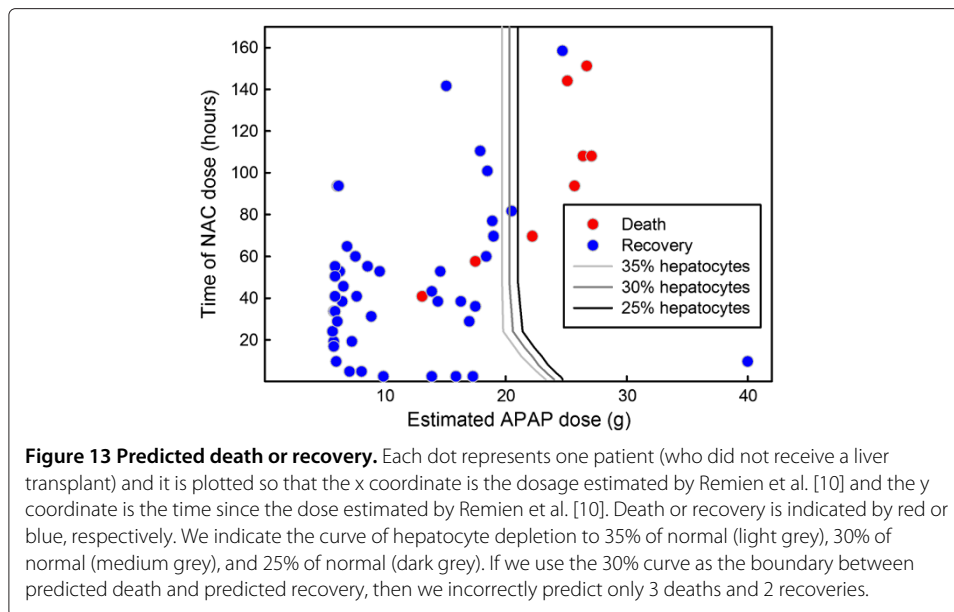 160
140
120
100
80
60
40
20
Time of NAC dose (hours)
Death
Recovery
35% hepatocytes
30% hepatocytes
25% hepatocytes
10
20
30
40
Estimated APAP dose (g)
Figure 13 Predicted death or recovery. Each dot represents one patient (who did not receive a liver
transplant) and it is plotted so that the x coordinate is the dosage estimated by Remien et al. [10] and the y
coordinate is the time since the dose estimated by Remien et al. [10]. Death or recovery is indicated by red or
blue, respectively. We indicate the curve of hepatocyte depletion to 35% of normal (light grey), 30% of
normal (medium grey), and 25% of normal (dark grey). If we use the 30% curve as the boundary between
predicted death and predicted recovery, then we incorrectly predict only 3 deaths and 2 recoveries.